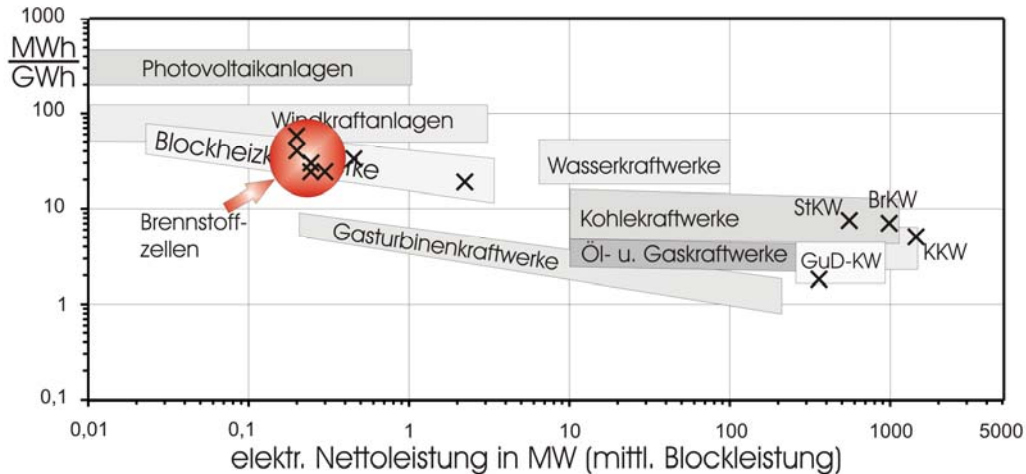 1000
MWh
GWh
100
10
1
0,1
Photovoltaikanlagen
Windkraftanlagen
Blockheizk rke
Brennstoff-
zellen
Gasturbinenkraftwerke
Wasserkraftwerke
Kohlekraftwerke
Öl- u. Gaskraftwerke
StKW
BrKW
GuD-KW
KKW
0,01 0,1 1 10 100 1000 5000
elektr. Nettoleistung in MW (mittl. Blockleistung)